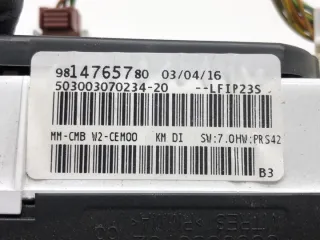 9814765780 03/04/16
503003070234-20 --LFIP23S
MM-CMB W2-CEM00 KM DI SW:7.0HW:PRS42
B3